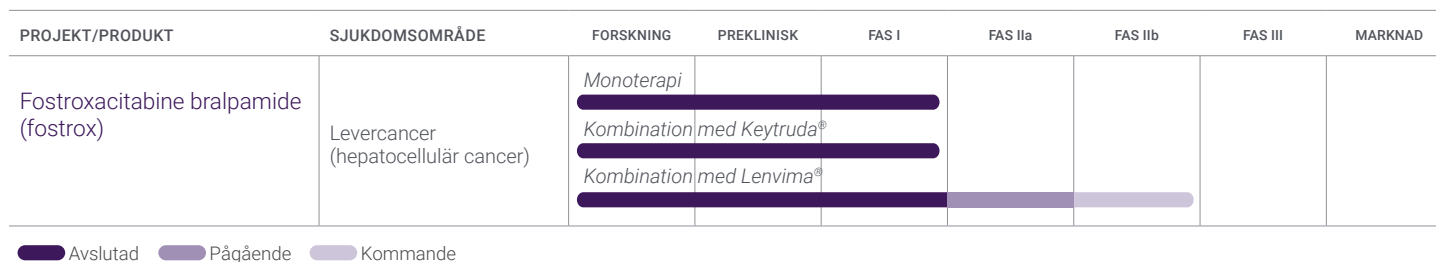 PROJEKT/PRODUKT SJUKDOMSOMRÅDE FORSKNING PREKLINISK FAS I FAS IIa FAS IIb FAS III MARKNAD
Fostroxacitabine bralpamide
(fostrox)
Levercancer
(hepatocellulär cancer)
Monoterapi
Kombination med Keytruda®
Kombination med Lenvima®
Avslutad Pågående Kommande